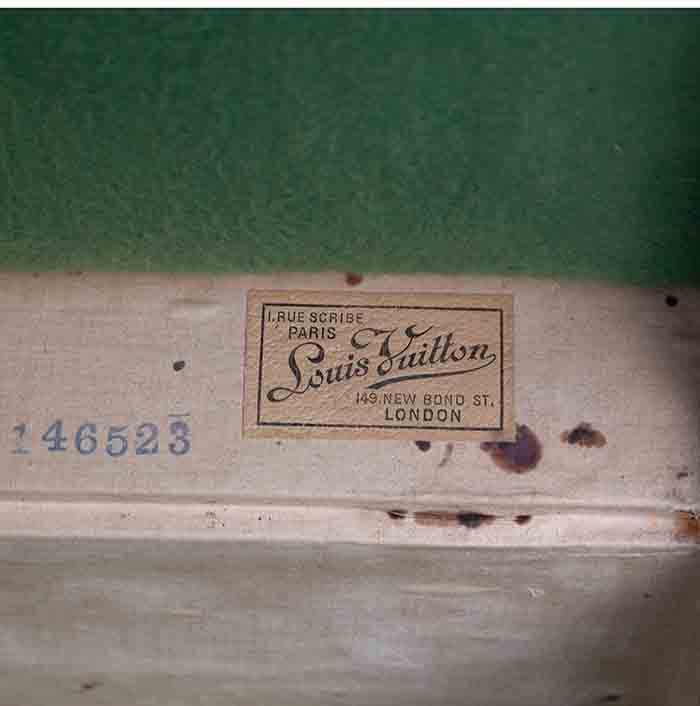 1. RUE SCRIBE
PARIS
Louis Vuitton
149. NEW BOND ST.
LONDON
146523